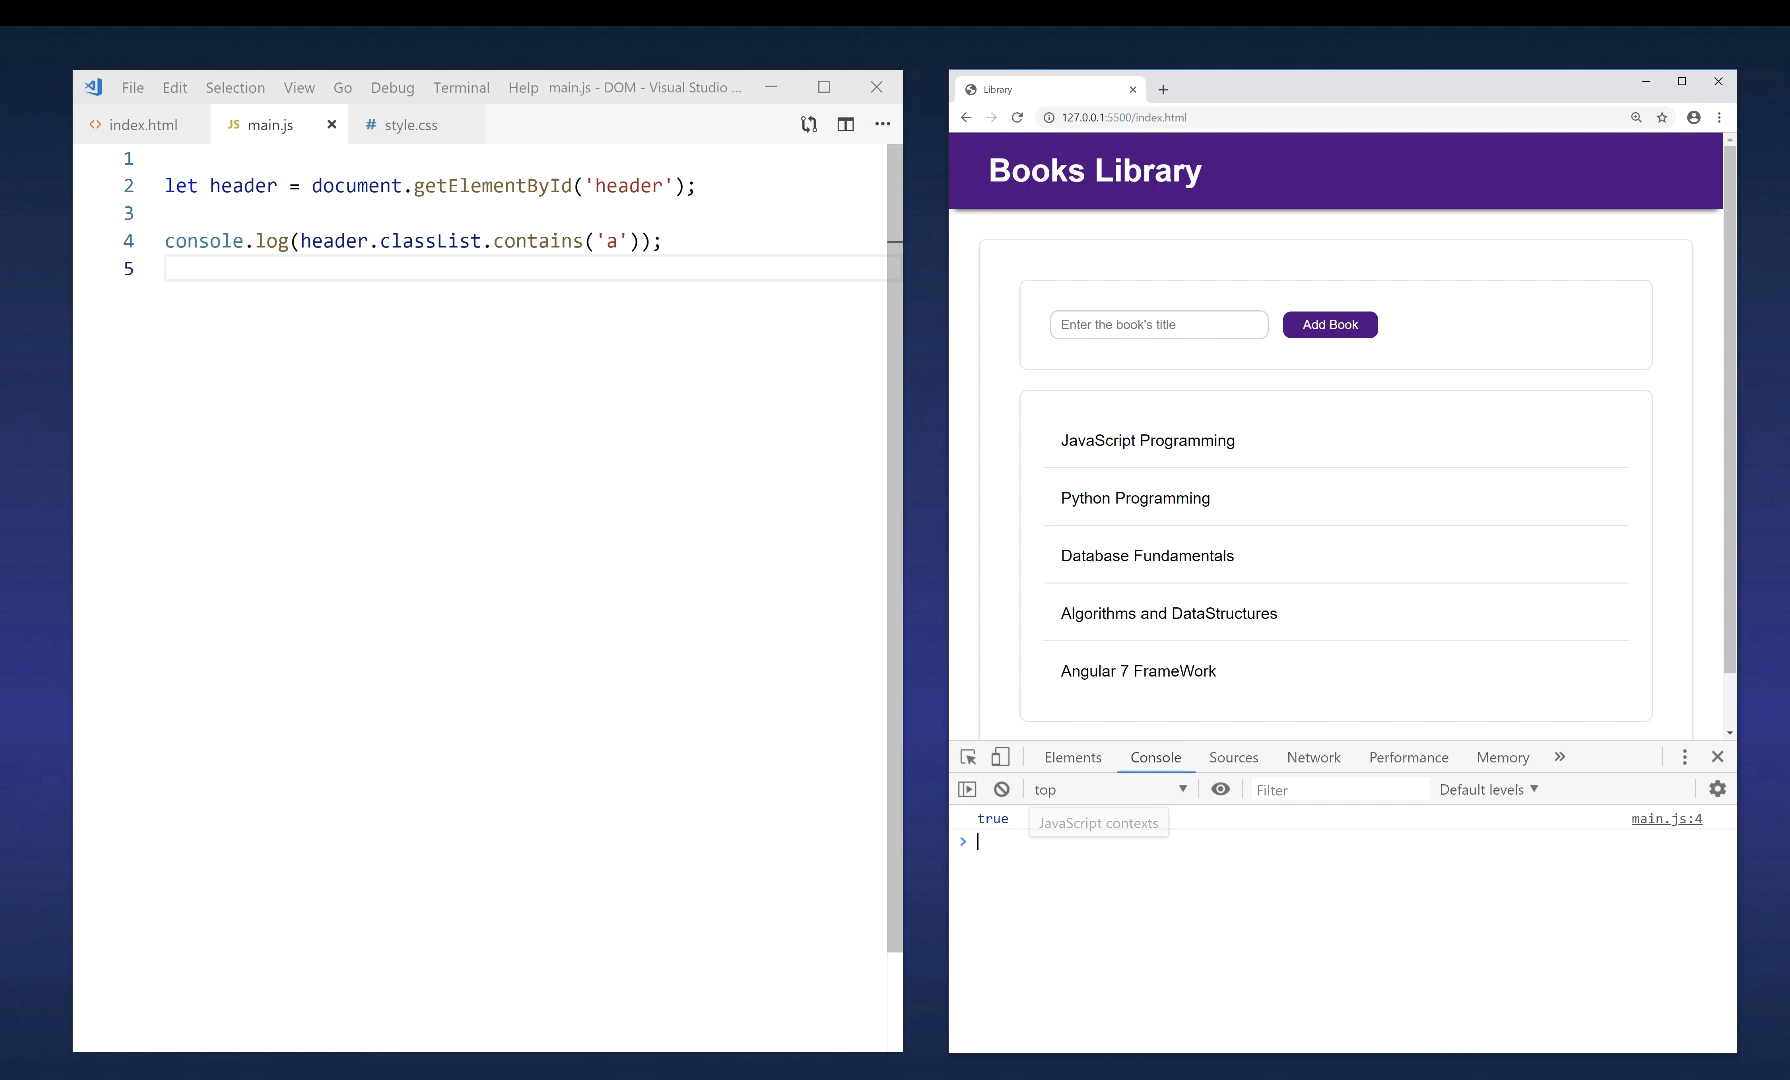 File Edit Selection View Go Debug Terminal Help main.js - DOM - Visual Studio ...
index.html JS main.js # style.css
1
2 let header = document.getElementById('header');
3
4 console.log(header.classList.contains('a'));
5
Library
127.0.0.1:5500/index.html
Books Library
Enter the book's title Add Book
JavaScript Programming
Python Programming
Database Fundamentals
Algorithms and DataStructures
Angular 7 FrameWork
Elements Console Sources Network Performance Memory
top Filter Default levels
true main.js:4
JavaScript contexts